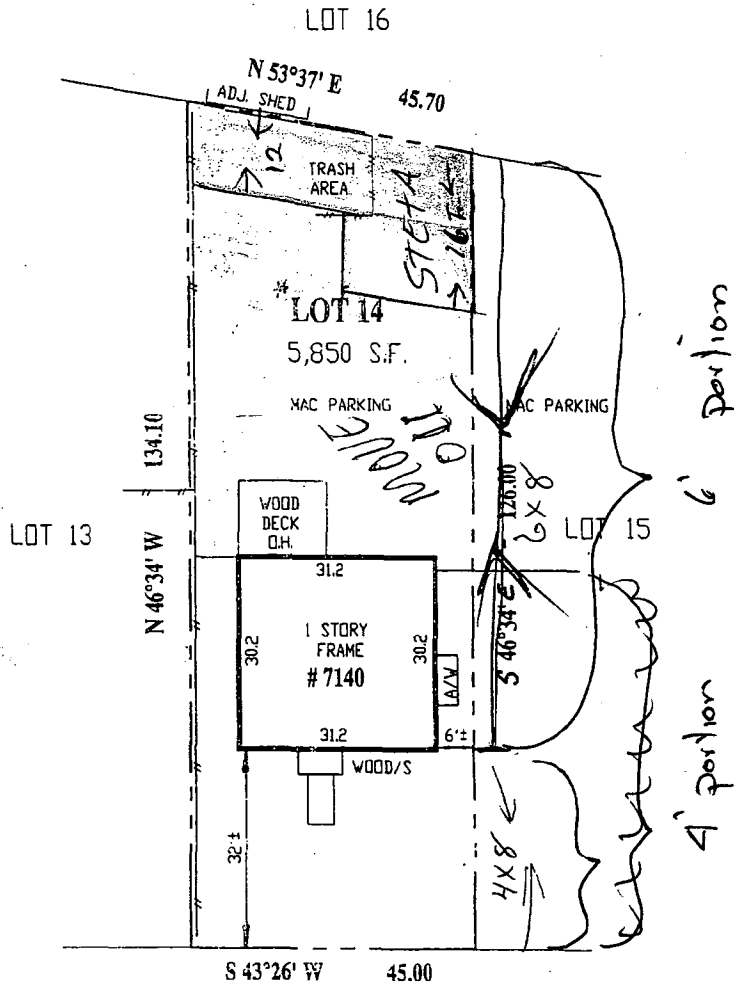 LOT 16
N 53°37' E
45.70
ADJ. SHED
12
TRASH
AREA
16
*LOT 14
5,850 S.F.
MAC PARKING
MAC PARKING
MOVE
134.10
N 46°34' W
126.00
S 46°34' E
6x8
LOT 13
LOT 15
6' portion
WOOD
DECK
O.H.
31.2
30.2
1 STORY
FRAME
# 7140
30.2
A/W
31.2
6'±
WOOD/S
32'±
4x8
4' portion
S 43°26' W
45.00